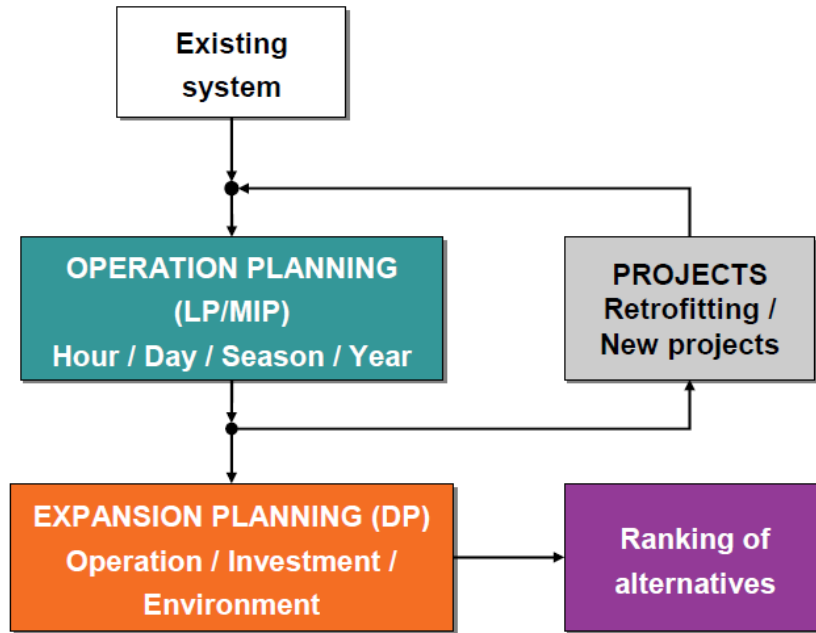 Existing
system
OPERATION PLANNING
(LP/MIP)
Hour / Day / Season / Year
PROJECTS
Retrofitting /
New projects
EXPANSION PLANNING (DP)
Operation / Investment /
Environment
Ranking of
alternatives